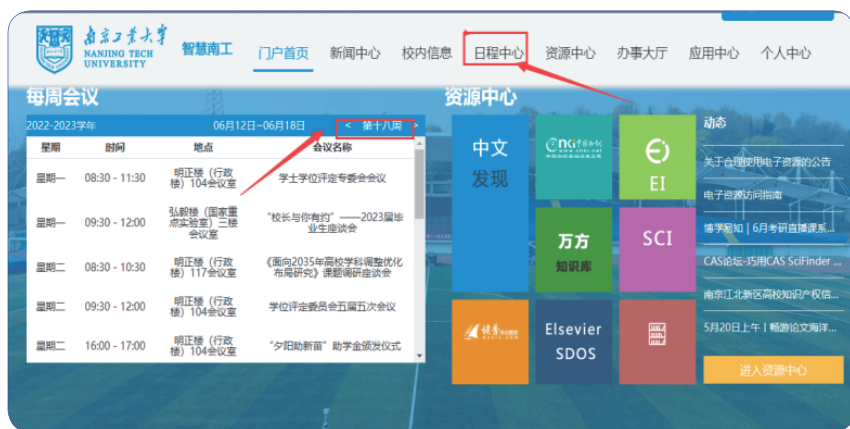 南京工业大学
NANJING TECH
UNIVERSITY
智慧南工
门户首页
新闻中心
校内信息
日程中心
资源中心
办事大厅
应用中心
个人中心
每周会议
2022-2023学年
06月12日~06月18日
<
第十八周
>
星期
时间
地点
会议名称
星期一
08:30 - 11:30
明正楼（行政
楼）104会议室
学士学位评定专委会会议
星期一
09:30 - 12:00
弘毅楼（国家重
点实验室）三楼
会议室
“校长与你有约”——2023届毕
业生座谈会
星期二
08:30 - 10:30
明正楼（行政
楼）117会议室
《面向2035年高校学科调整优化
布局研究》课题调研座谈会
星期二
09:30 - 12:00
明正楼（行政
楼）104会议室
学位评定委员会五届五次会议
星期二
16:00 - 17:00
明正楼（行政
楼）104会议室
“夕阳助新苗”助学金颁发仪式
资源中心
中文
发现
Cnki中国知网
www.cnki.net
EI
万方
知识库
SCI
读秀
Elsevier
SDOS
动态
关于合理使用电子资源的公告
电子资源访问指南
博学易知 | 6月考研直播课系...
CAS论坛-巧用CAS SciFinder ...
南京江北新区高校知识产权信...
5月20日上午丨畅游论文海洋...
进入资源中心